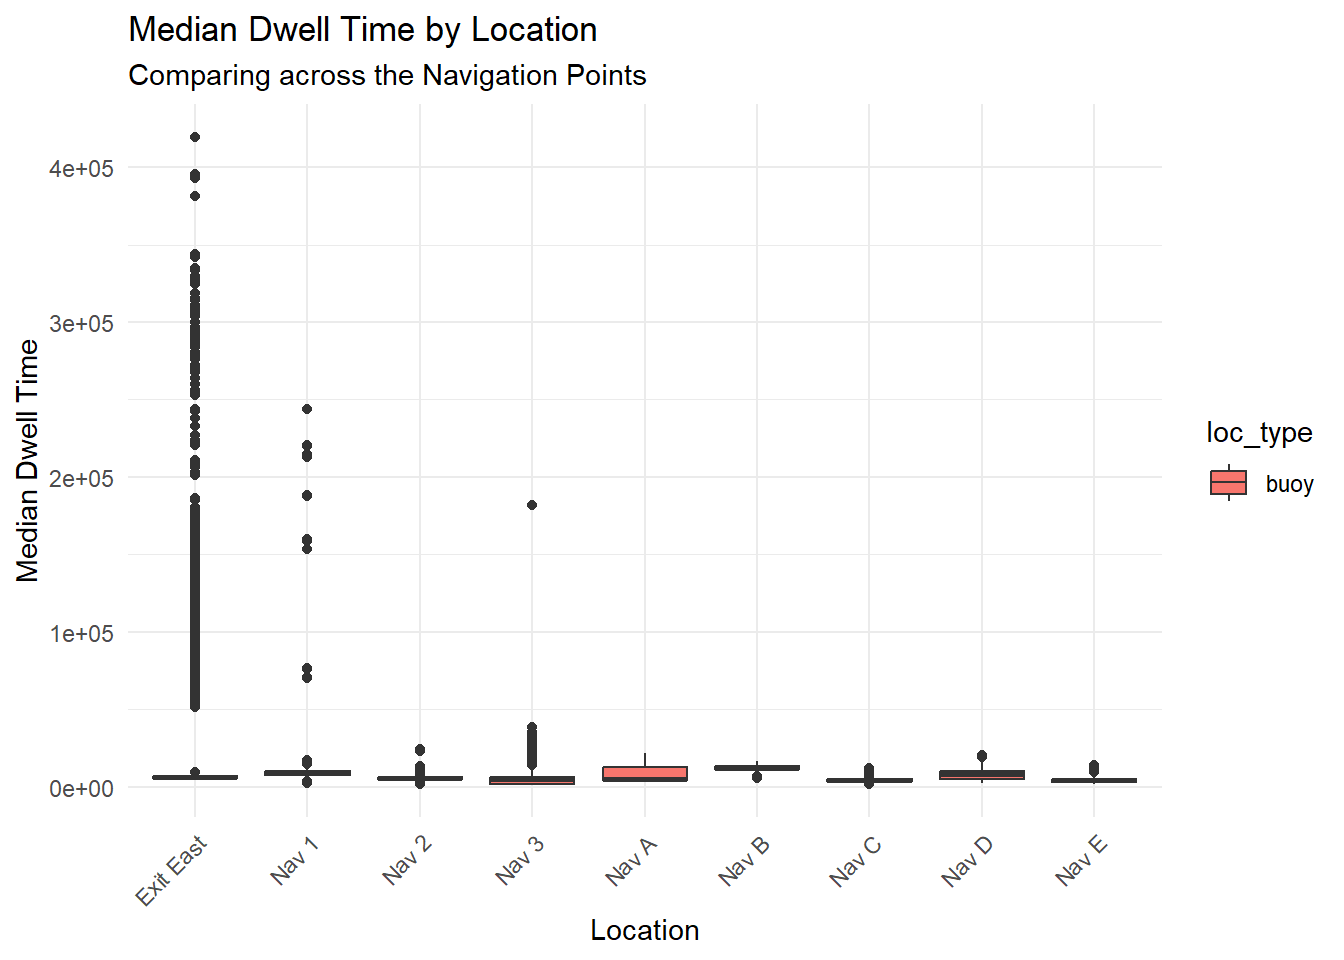 Median Dwell Time by Location
Comparing across the Navigation Points
Median Dwell Time
4e+05
3e+05
2e+05
1e+05
0e+00
Exit East
Nav 1
Nav 2
Nav 3
Nav A
Nav B
Nav C
Nav D
Nav E
Location
loc_type
buoy